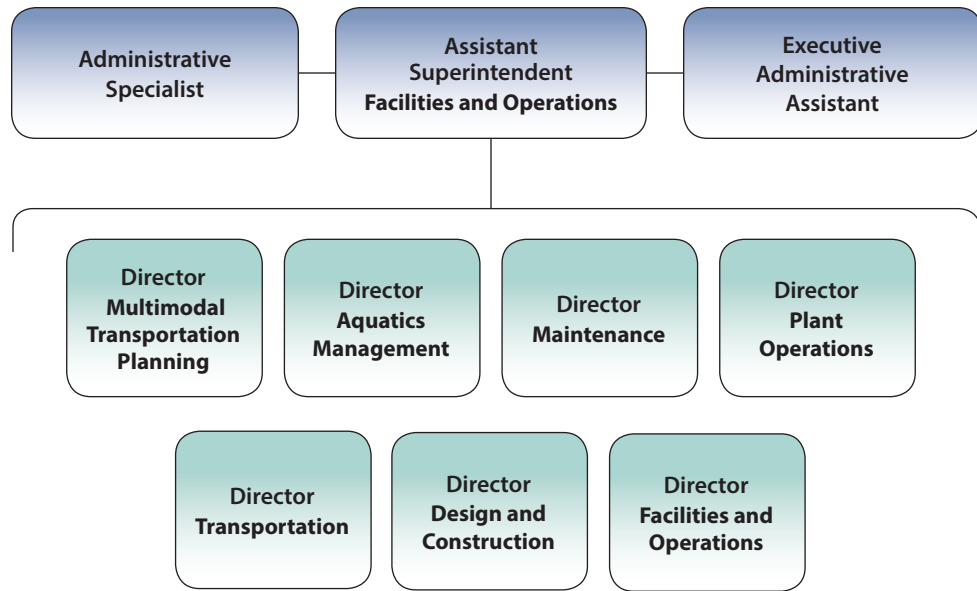 Administrative
Specialist
Assistant
Superintendent
Facilities and Operations
Executive
Administrative
Assistant
Director
Multimodal
Transportation
Planning
Director
Aquatics
Management
Director
Maintenance
Director
Plant
Operations
Director
Transportation
Director
Design and
Construction
Director
Facilities and
Operations